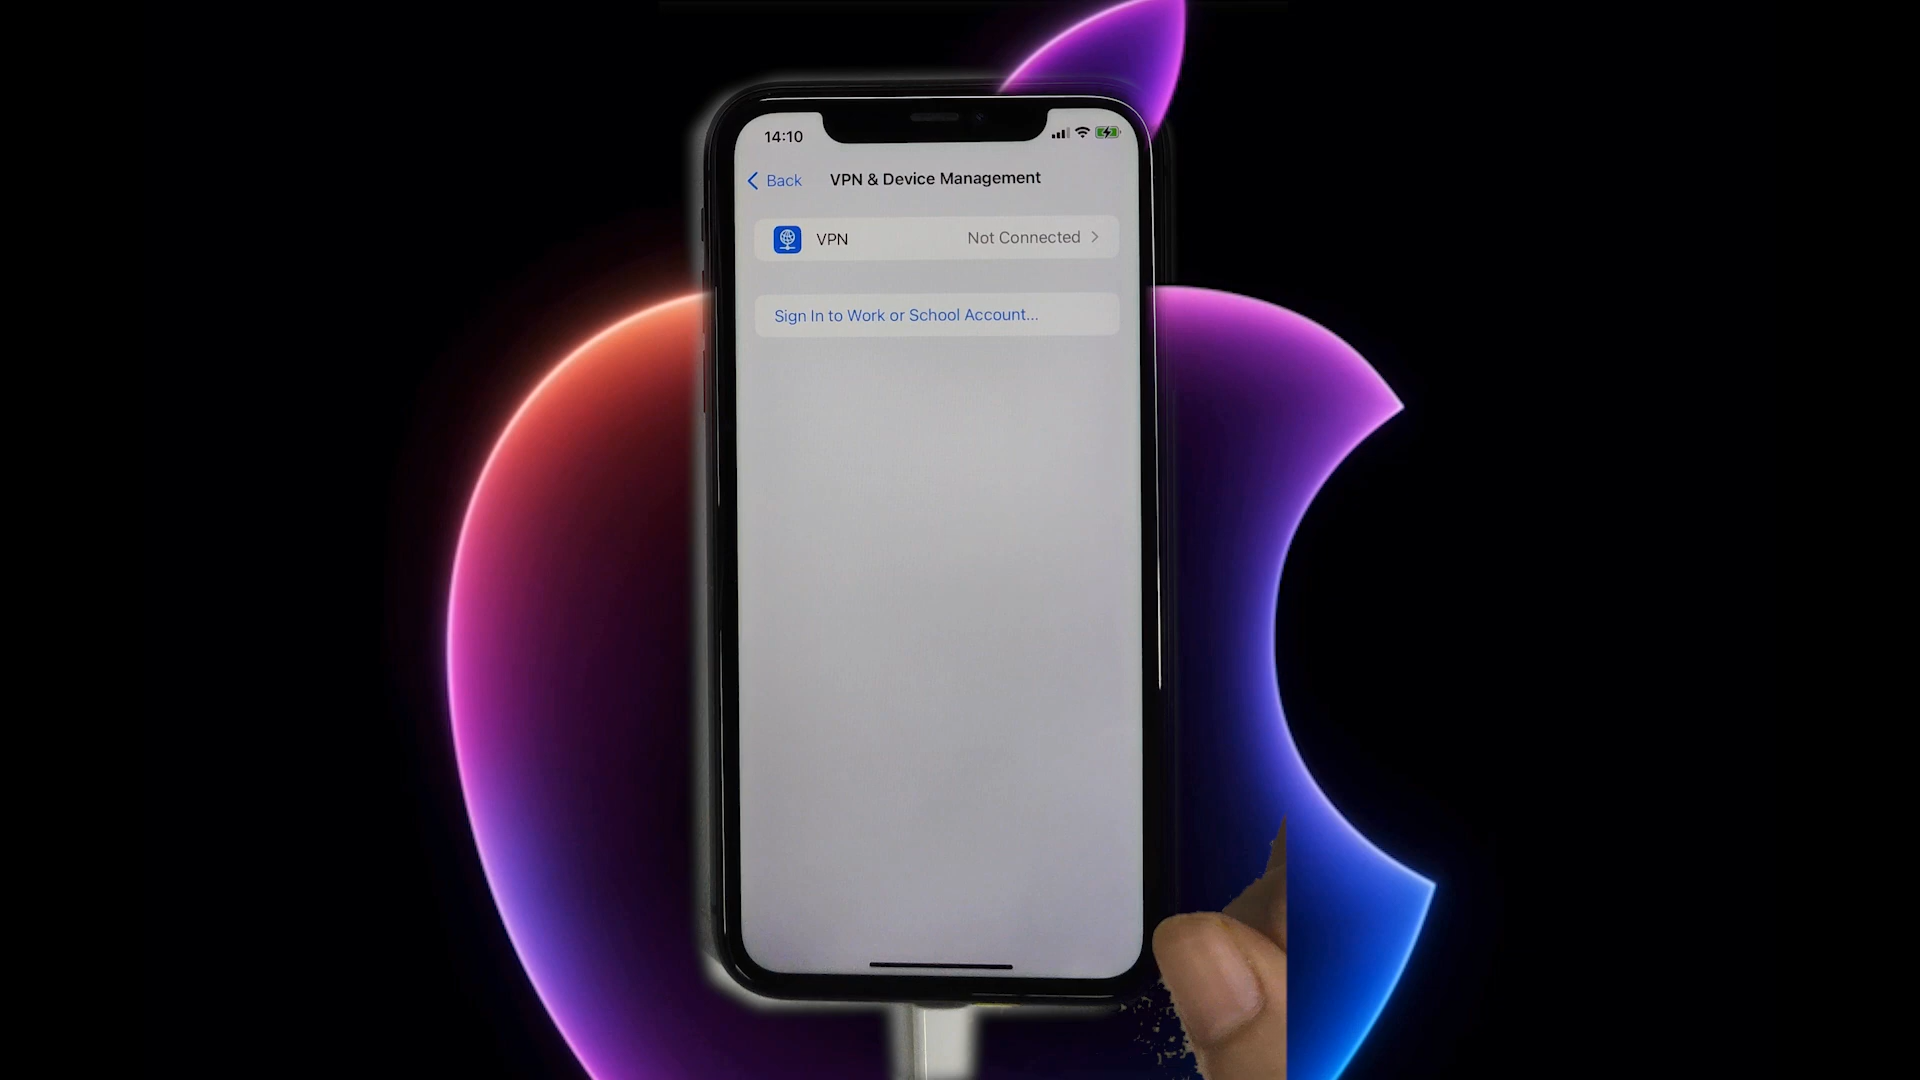 14:10
Back
VPN & Device Management
VPN
Not Connected
Sign In to Work or School Account...